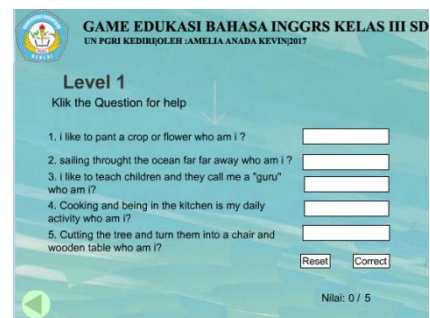 GAME EDUKASI BAHASA INGGRS KELAS III SD
UN PGRI KEDIRI|OLEH :AMELIA ANADA KEVIN|2017
Level 1
Klik the Question for help
1. i like to pant a crop or flower who am i ?
2. sailing throught the ocean far far away who am i ?
3. i like to teach children and they call me a "guru"
who am i?
4. Cooking and being in the kitchen is my daily
activity who am I?
5. Cutting the tree and turn them into a chair and
wooden table who am i?
Reset
Correct
Nilai: 0 / 5